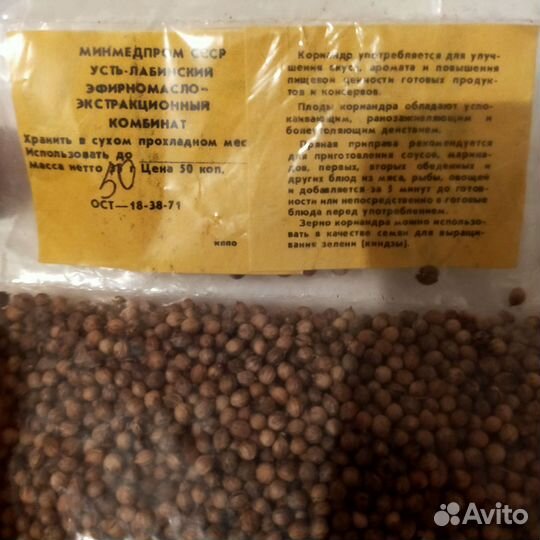 МИНМЕДПРОМ СССР
УСТЬ-ЛАБИНСКИЙ
ЭФИРНОМАСЛО-
ЭКСТРАКЦИОННЫЙ
КОМБИНАТ
Хранить в сухом прохладном мес
Использовать до
Масса нетто 50 г Цена 50 коп.
ОСТ—18-38-71
Кориандр употребляется для улуч-
шения вкуса, аромата и повышения
пищевой ценности готовых продук-
тов и консервов.
Плоды кориандра обладают успо-
каивающим, ранозаживляющим и
болеутоляющим действием.
Пряная приправа рекомендуется
для приготовления соусов, марина-
дов, первых, вторых обеденных и
других блюд из мяса, рыбы, овощей
и добавляется за 5 минут до готов-
ности или непосредственно в готовые
блюда перед употреблением.
Зерно кориандра можно использо-
вать в качестве семян для выращи-
вания зелени (кинзы).
Avito